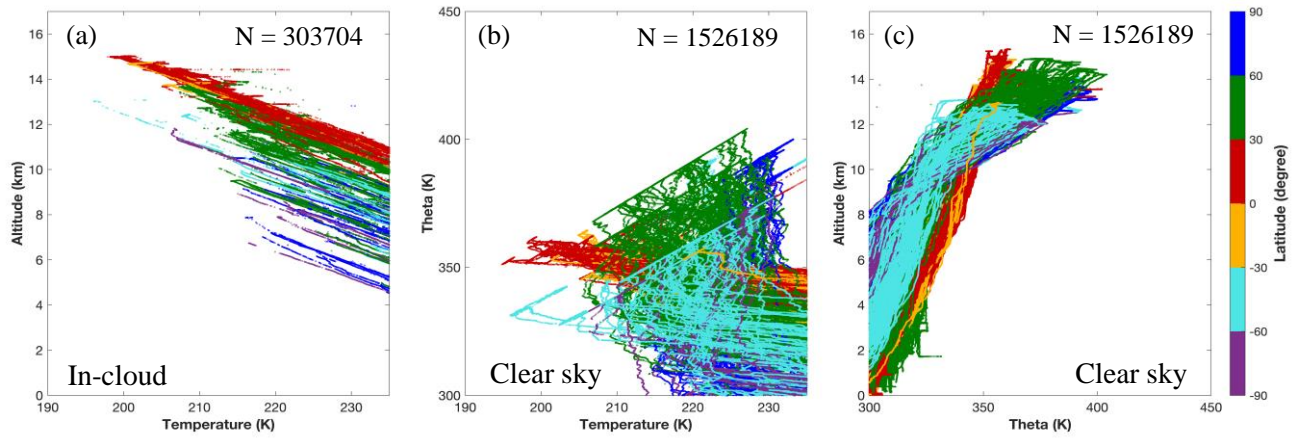 (a) N = 303704
In-cloud
Altitude (km)
16
14
12
10
8
6
4
2
0
190 200 210 220 230
Temperature (K)
(b) N = 1526189
Clear sky
Theta (K)
450
400
350
300
190 200 210 220 230
Temperature (K)
(c) N = 1526189
Clear sky
Altitude (km)
16
14
12
10
8
6
4
2
0
300 350 400 450
Theta (K)
90
60
30
0
-30
-60
-90
Latitude (degree)